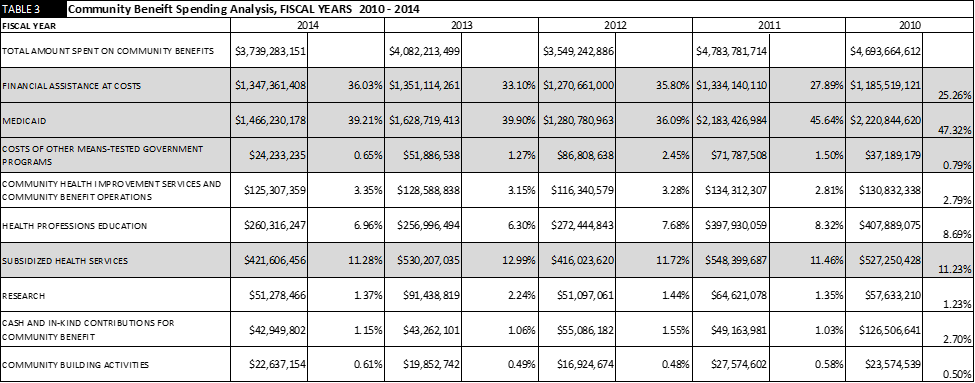 TABLE 3 Community Beneift Spending Analysis, FISCAL YEARS 2010 - 2014
FISCAL YEAR 2014 2013 2012 2011 2010
TOTAL AMOUNT SPENT ON COMMUNITY BENEFITS $3,739,283,151 $4,082,213,499 $3,549,242,886 $4,783,781,714 $4,693,664,612
FINANCIAL ASSISTANCE AT COSTS $1,347,361,408 36.03% $1,351,114,261 33.10% $1,270,661,000 35.80% $1,334,140,110 27.89% $1,185,519,121 25.26%
MEDICAID $1,466,230,178 39.21% $1,628,719,413 39.90% $1,280,780,963 36.09% $2,183,426,984 45.64% $2,220,844,620 47.32%
COSTS OF OTHER MEANS-TESTED GOVERNMENT
PROGRAMS $24,233,235 0.65% $51,886,538 1.27% $86,808,638 2.45% $71,787,508 1.50% $37,189,179 0.79%
COMMUNITY HEALTH IMPROVEMENT SERVICES AND
COMMUNITY BENEFIT OPERATIONS $125,307,359 3.35% $128,588,838 3.15% $116,340,579 3.28% $134,312,307 2.81% $130,832,338 2.79%
HEALTH PROFESSIONS EDUCATION $260,316,247 6.96% $256,996,494 6.30% $272,444,843 7.68% $397,930,059 8.32% $407,889,075 8.69%
SUBSIDIZED HEALTH SERVICES $421,606,456 11.28% $530,207,035 12.99% $416,023,620 11.72% $548,399,687 11.46% $527,250,428 11.23%
RESEARCH $51,278,466 1.37% $91,438,819 2.24% $51,097,061 1.44% $64,621,078 1.35% $57,633,210 1.23%
CASH AND IN-KIND CONTRIBUTIONS FOR
COMMUNITY BENEFIT $42,949,802 1.15% $43,262,101 1.06% $55,086,182 1.55% $49,163,981 1.03% $126,506,641 2.70%
COMMUNITY BUILDING ACTIVITIES $22,637,154 0.61% $19,852,742 0.49% $16,924,674 0.48% $27,574,602 0.58% $23,574,539 0.50%